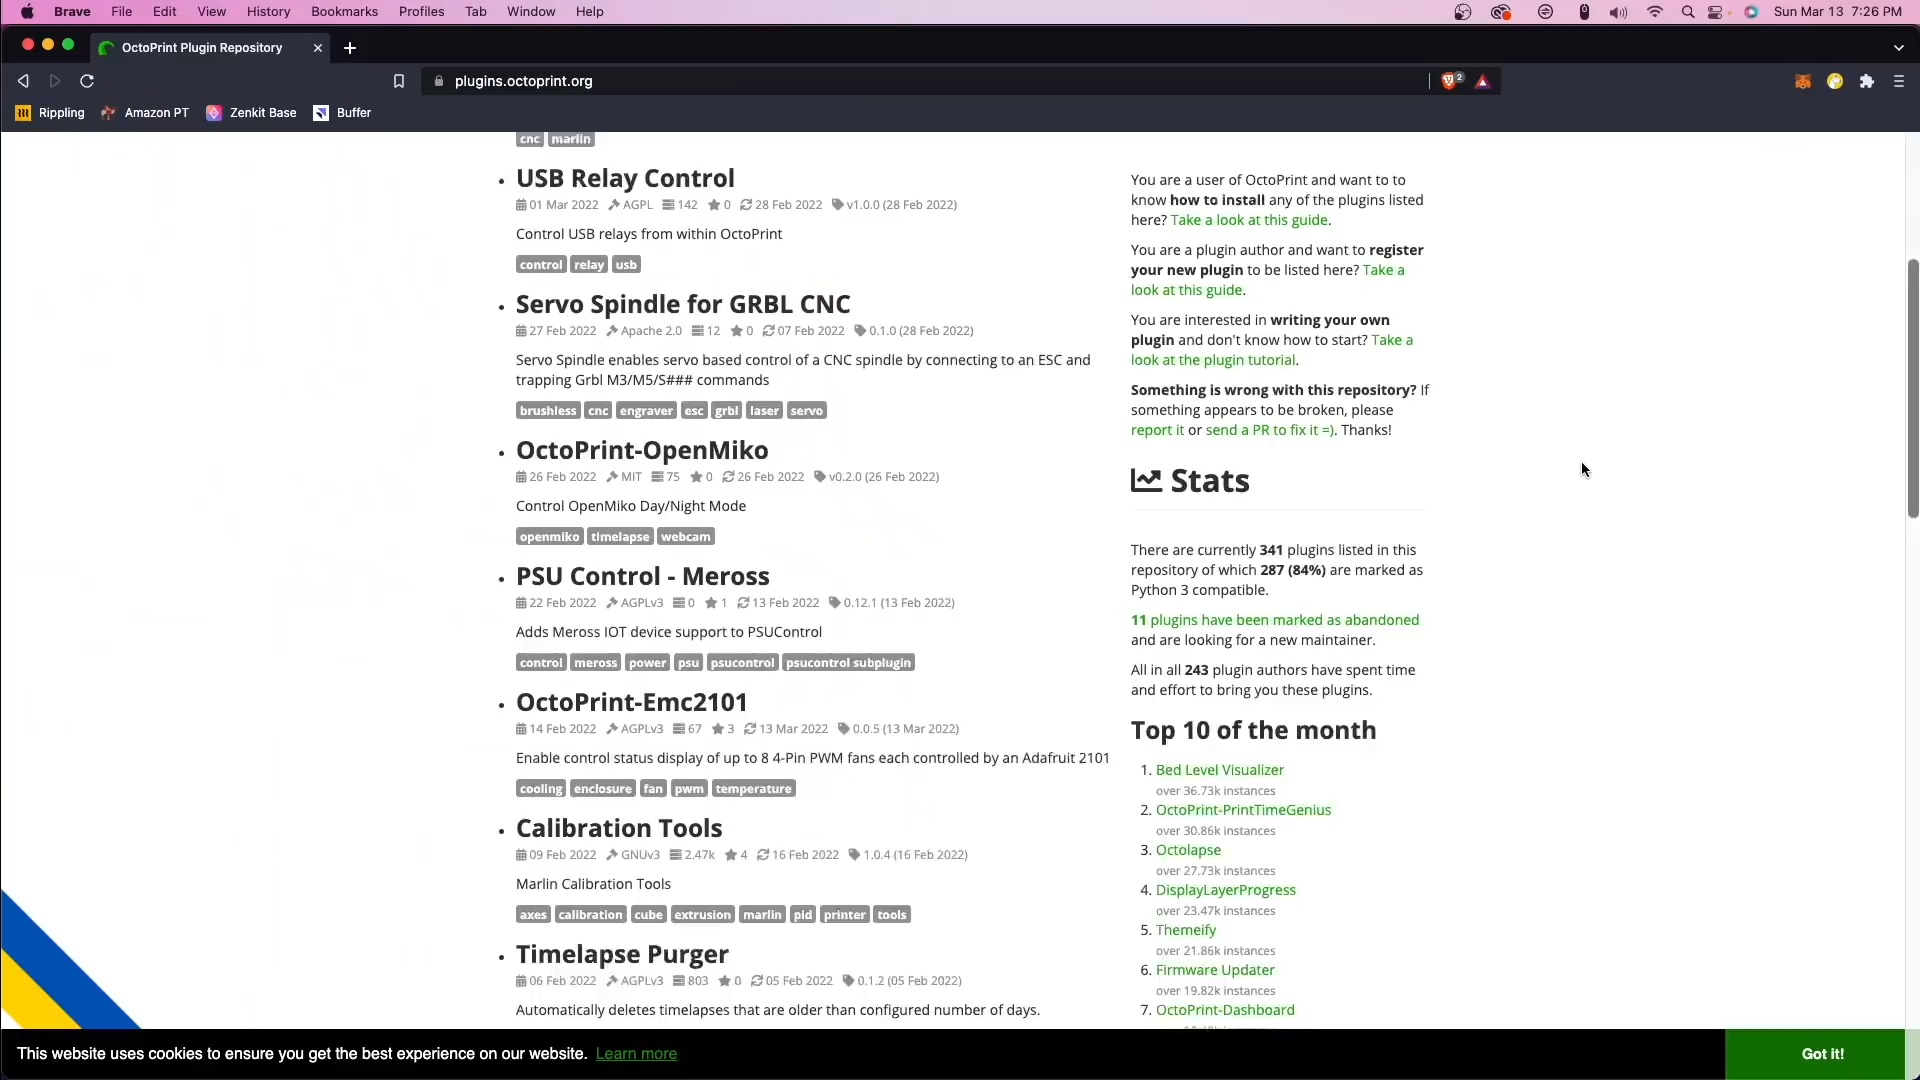 Brave File Edit View History Bookmarks Profiles Tab Window Help Sun Mar 13 7:26 PM
OctoPrint Plugin Repository
plugins.octoprint.org 2
Rippling Amazon PT Zenkit Base Buffer
cnc marlin
USB Relay Control
01 Mar 2022 AGPL 142 0 28 Feb 2022 v1.0.0 (28 Feb 2022)
Control USB relays from within OctoPrint
control relay usb
Servo Spindle for GRBL CNC
27 Feb 2022 Apache 2.0 12 0 07 Feb 2022 0.1.0 (28 Feb 2022)
Servo Spindle enables servo based control of a CNC spindle by connecting to an ESC and
trapping Grbl M3/M5/S### commands
brushless cnc engraver esc grbl laser servo
OctoPrint-OpenMiko
26 Feb 2022 MIT 75 0 26 Feb 2022 v0.2.0 (26 Feb 2022)
Control OpenMiko Day/Night Mode
openmiko timelapse webcam
PSU Control - Meross
22 Feb 2022 AGPLv3 0 1 13 Feb 2022 0.12.1 (13 Feb 2022)
Adds Meross IOT device support to PSUControl
control meross power psu psucontrol psucontrol subplugin
OctoPrint-Emc2101
14 Feb 2022 AGPLv3 67 3 13 Mar 2022 0.0.5 (13 Mar 2022)
Enable control status display of up to 8 4-Pin PWM fans each controlled by an Adafruit 2101
cooling enclosure fan pwm temperature
Calibration Tools
09 Feb 2022 GNUv3 2.47k 4 16 Feb 2022 1.0.4 (16 Feb 2022)
Marlin Calibration Tools
axes calibration cube extrusion marlin pid printer tools
Timelapse Purger
06 Feb 2022 AGPLv3 803 0 05 Feb 2022 0.1.2 (05 Feb 2022)
Automatically deletes timelapses that are older than configured number of days.
You are a user of OctoPrint and want to to
know how to install any of the plugins listed
here? Take a look at this guide.
You are a plugin author and want to register
your new plugin to be listed here? Take a
look at this guide.
You are interested in writing your own
plugin and don't know how to start? Take a
look at the plugin tutorial.
Something is wrong with this repository? If
something appears to be broken, please
report it or send a PR to fix it =). Thanks!
Stats
There are currently 341 plugins listed in this
repository of which 287 (84%) are marked as
Python 3 compatible.
11 plugins have been marked as abandoned
and are looking for a new maintainer.
All in all 243 plugin authors have spent time
and effort to bring you these plugins.
Top 10 of the month
1. Bed Level Visualizer
over 36.73k instances
2. OctoPrint-PrintTimeGenius
over 30.86k instances
3. Octolapse
over 27.73k instances
4. DisplayLayerProgress
over 23.47k instances
5. Themeify
over 21.86k instances
6. Firmware Updater
over 19.82k instances
7. OctoPrint-Dashboard
This website uses cookies to ensure you get the best experience on our website. Learn more
Got it!